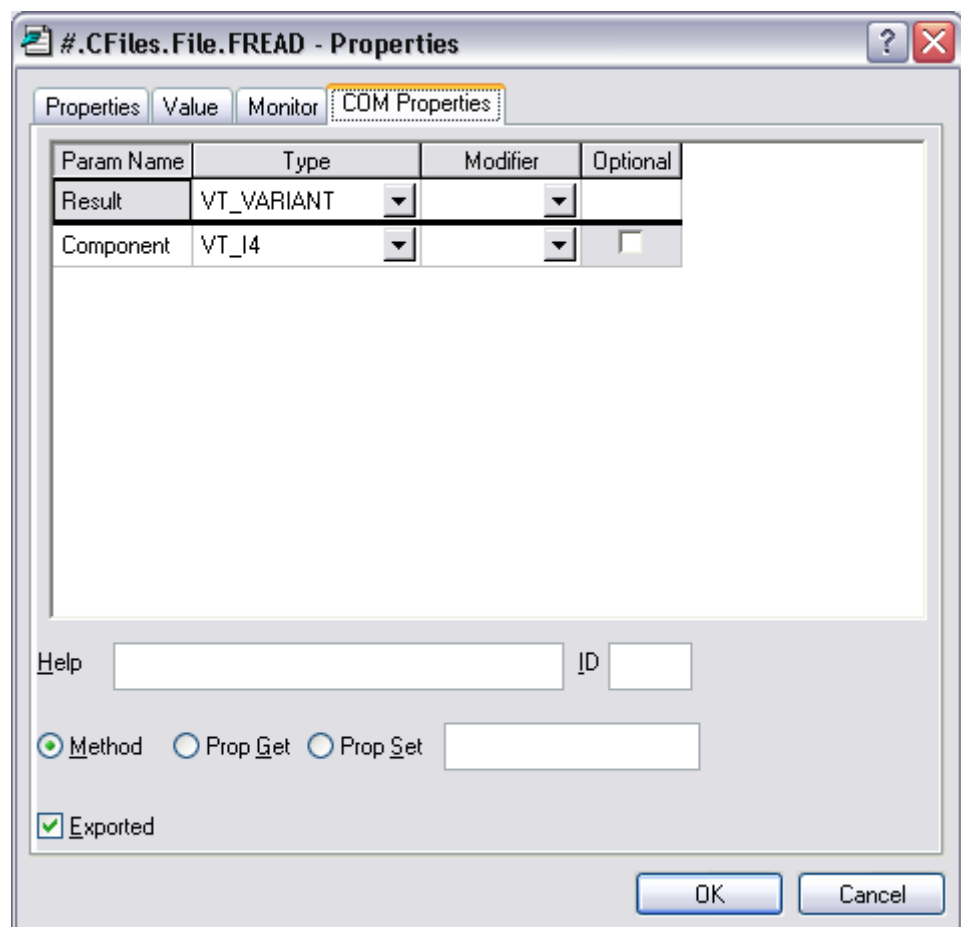 #.CFiles.File.FREAD - Properties
Properties Value Monitor COM Properties
Param Name Type Modifier Optional
Result VT_VARIANT
Component VT_I4
Help ID
Method Prop Get Prop Set
Exported
OK Cancel